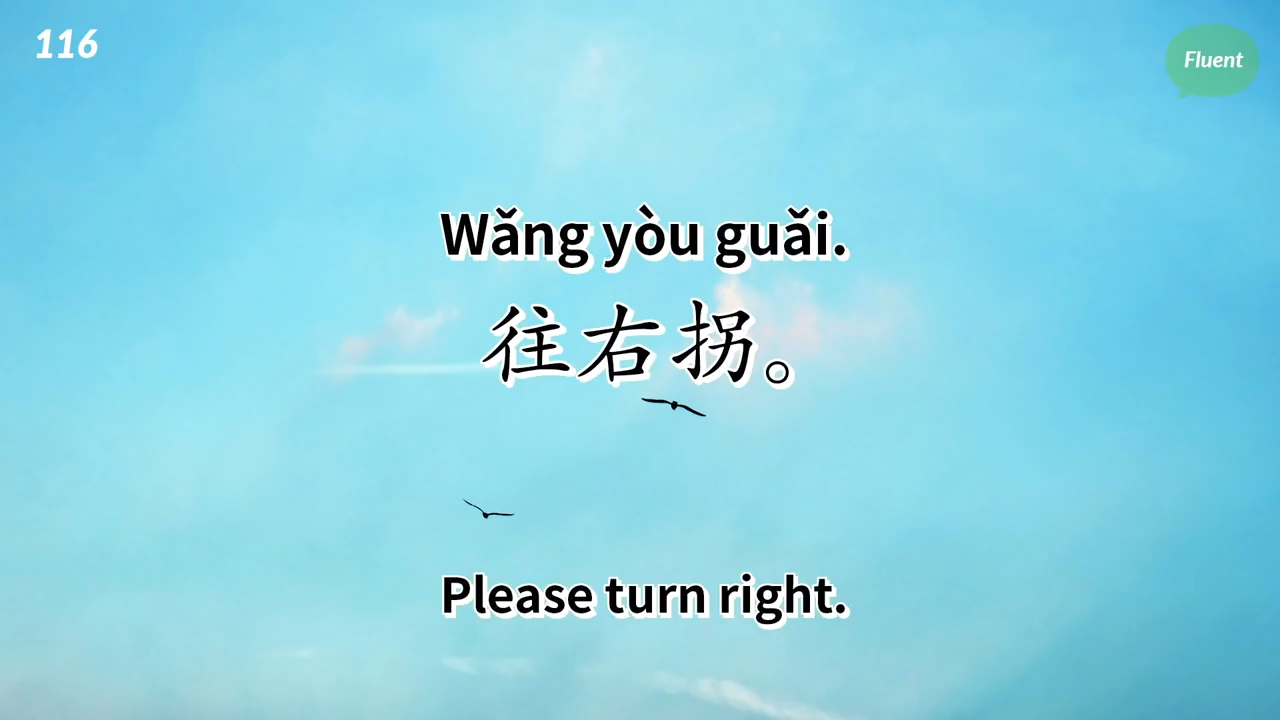 116
Fluent
Wǎng yòu guǎi.
往右拐。
Please turn right.